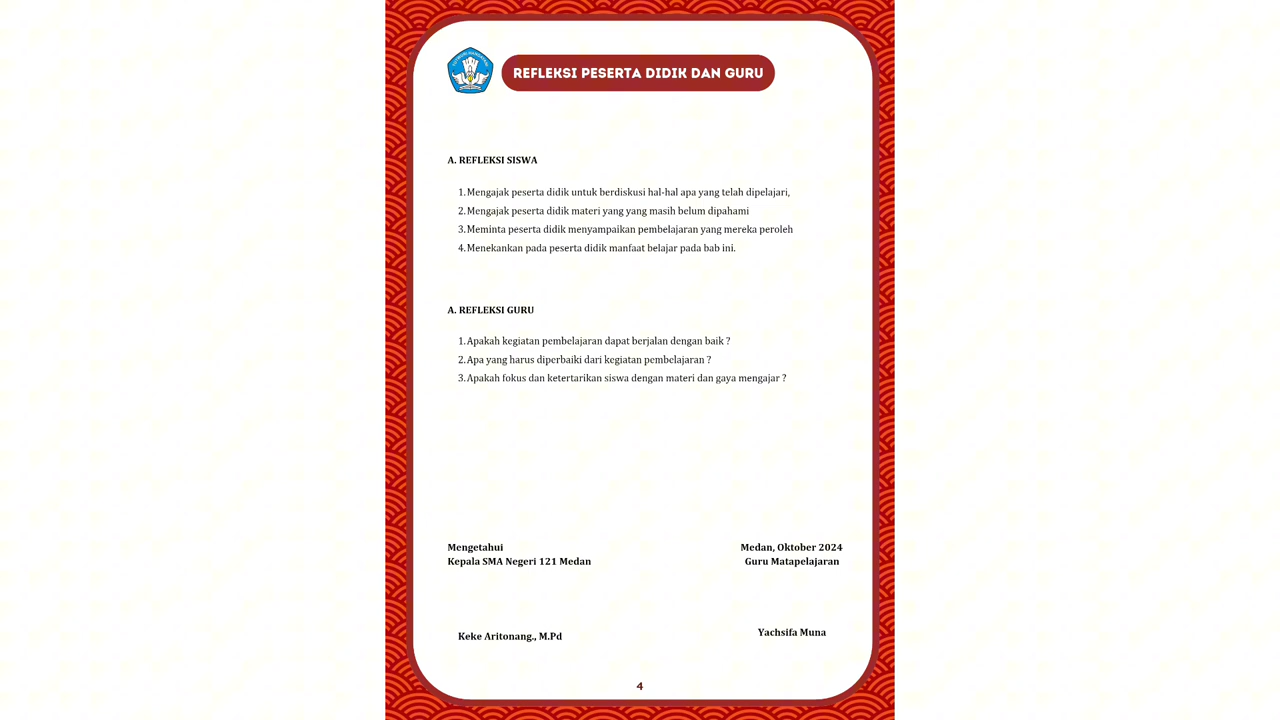 REFLEKSI PESERTA DIDIK DAN GURU
A. REFLEKSI SISWA
1. Mengajak peserta didik untuk berdiskusi hal-hal apa yang telah dipelajari,
2. Mengajak peserta didik materi yang yang masih belum dipahami
3. Meminta peserta didik menyampaikan pembelajaran yang mereka peroleh
4. Menekankan pada peserta didik manfaat belajar pada bab ini.
A. REFLEKSI GURU
1. Apakah kegiatan pembelajaran dapat berjalan dengan baik ?
2. Apa yang harus diperbaiki dari kegiatan pembelajaran ?
3. Apakah fokus dan ketertarikan siswa dengan materi dan gaya mengajar ?
Mengetahui
Kepala SMA Negeri 121 Medan
Medan, Oktober 2024
Guru Matapelajaran
Keke Aritonang., M.Pd
Yachsifa Muna
4